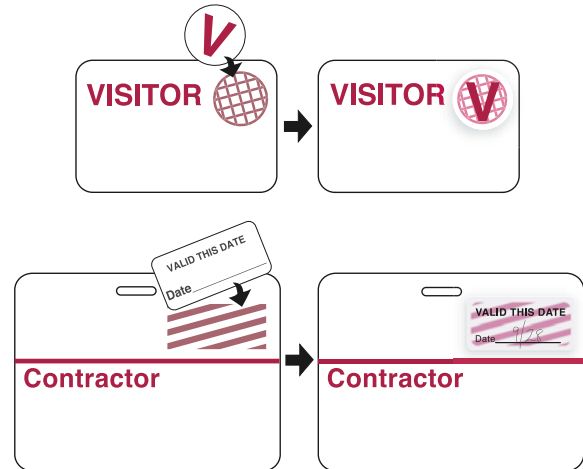 V
VISITOR
VISITOR
V
VALID THIS DATE
Date
Contractor
VALID THIS DATE
Date 9/28
Contractor